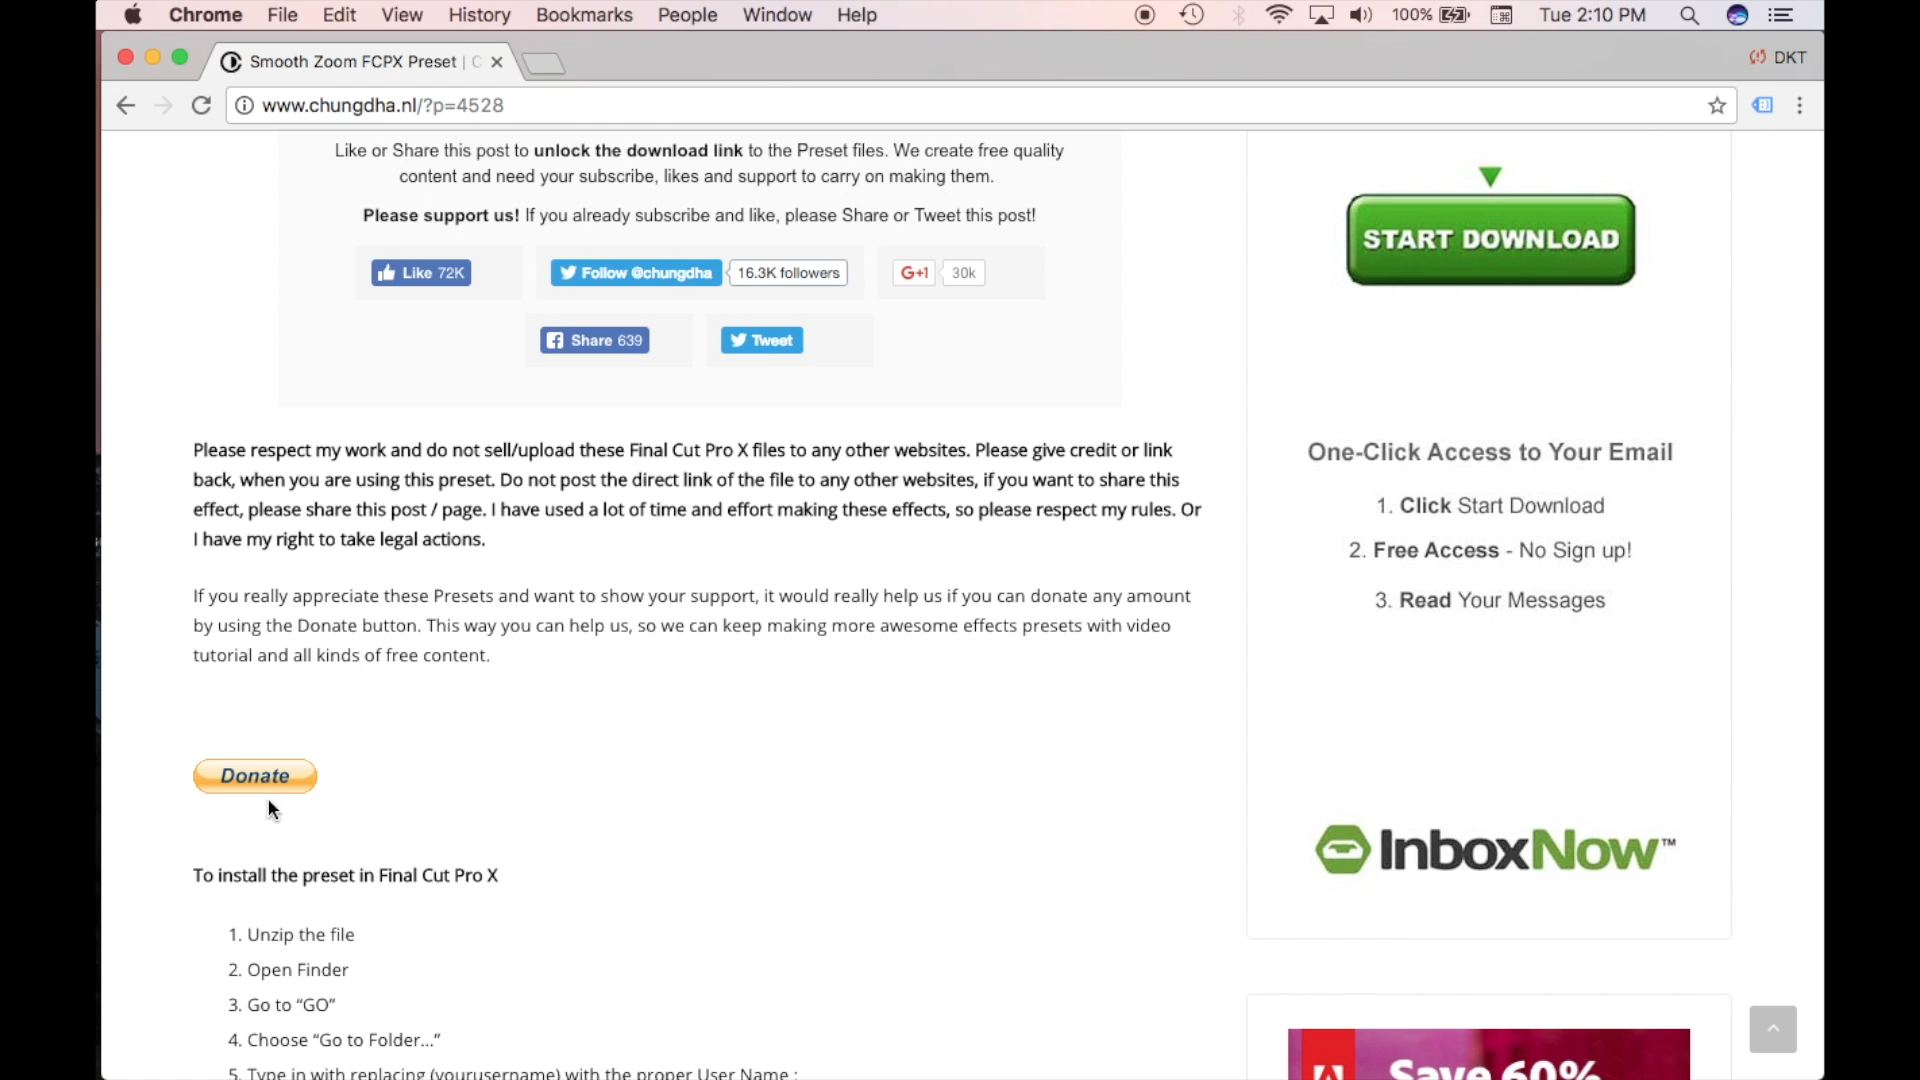 Chrome File Edit View History Bookmarks People Window Help 100% Tue 2:10 PM
Smooth Zoom FCPX Preset | C
DKT
www.chungdha.nl/?p=4528
Like or Share this post to unlock the download link to the Preset files. We create free quality
content and need your subscribe, likes and support to carry on making them.
Please support us! If you already subscribe and like, please Share or Tweet this post!
Like 72K
Follow @chungdha
16.3K followers
G+1
30k
Share 639
Tweet
Please respect my work and do not sell/upload these Final Cut Pro X files to any other websites. Please give credit or link
back, when you are using this preset. Do not post the direct link of the file to any other websites, if you want to share this
effect, please share this post / page. I have used a lot of time and effort making these effects, so please respect my rules. Or
I have my right to take legal actions.
If you really appreciate these Presets and want to show your support, it would really help us if you can donate any amount
by using the Donate button. This way you can help us, so we can keep making more awesome effects presets with video
tutorial and all kinds of free content.
Donate
To install the preset in Final Cut Pro X
1. Unzip the file
2. Open Finder
3. Go to “GO”
4. Choose “Go to Folder...”
5. Type in with replacing (yourusername) with the proper User Name :
START DOWNLOAD
One-Click Access to Your Email
1. Click Start Download
2. Free Access - No Sign up!
3. Read Your Messages
InboxNow™
Save 60%